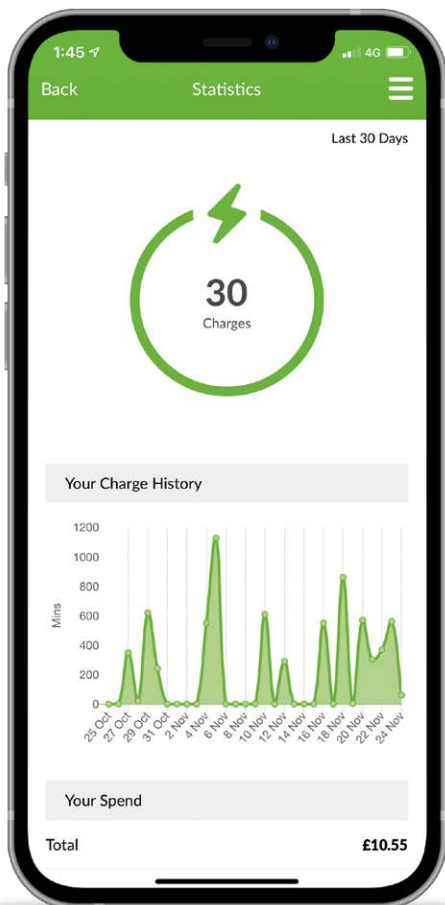 1:45
4G
Back
Statistics
Last 30 Days
30
Charges
Your Charge History
1200
1000
800
600
400
200
0
Mins
25 Oct
27 Oct
29 Oct
31 Oct
2 Nov
4 Nov
6 Nov
8 Nov
10 Nov
12 Nov
14 Nov
16 Nov
18 Nov
20 Nov
22 Nov
24 Nov
Your Spend
Total £10.55